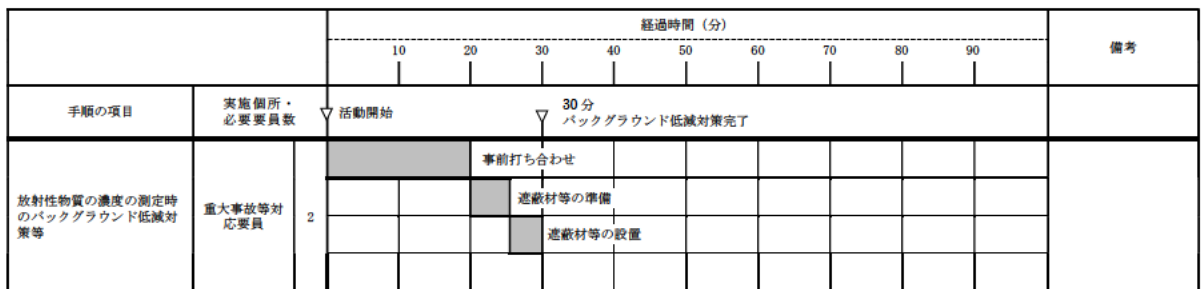 経過時間（分）
備考
10 20 30 40 50 60 70 80 90
手順の項目
実施個所・
必要要員数
活動開始
30分
バックグラウンド低減対策完了
放射性物質の濃度の測定時
のバックグラウンド低減対
策等
重大事故等対
応要員
2
事前打ち合わせ
遮蔽材等の準備
遮蔽材等の設置